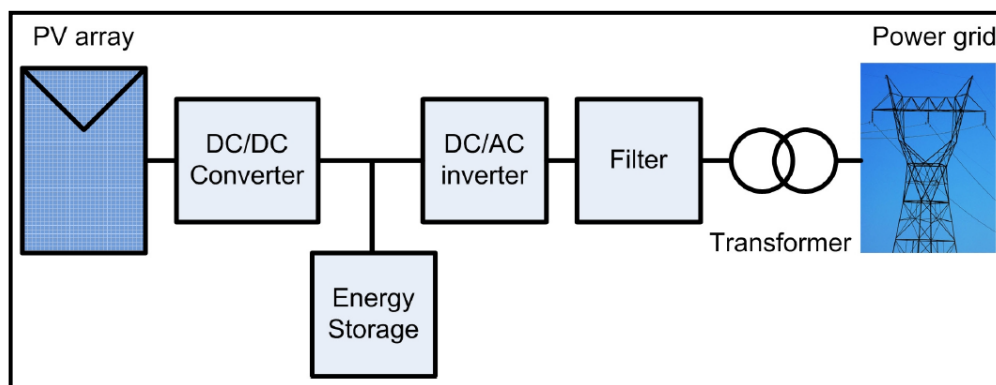 PV array
Power grid
DC/DC
Converter
DC/AC
inverter
Filter
Transformer
Energy
Storage